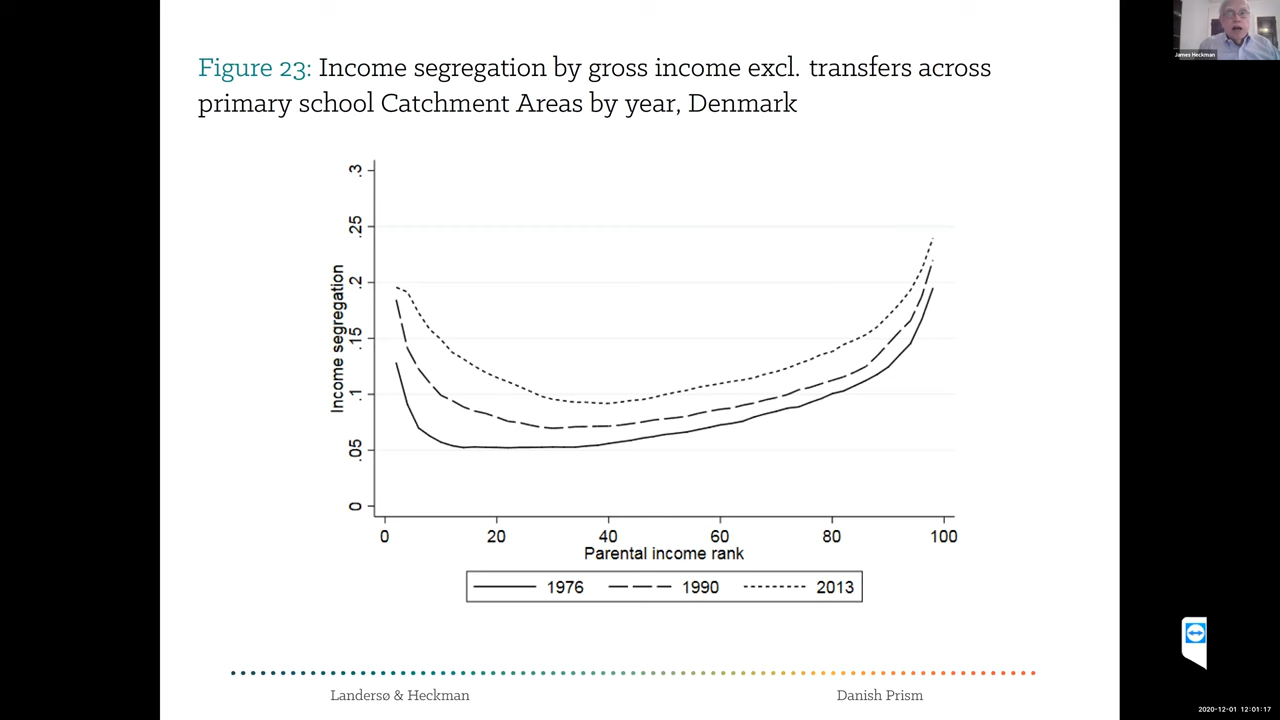 James Heckman
Figure 23: Income segregation by gross income excl. transfers across
primary school Catchment Areas by year, Denmark
Income segregation
.3
.25
.2
.15
.1
.05
0
0 20 40 60 80 100
Parental income rank
1976 1990 2013
Landersø & Heckman Danish Prism
2020-12-01 12:01:17